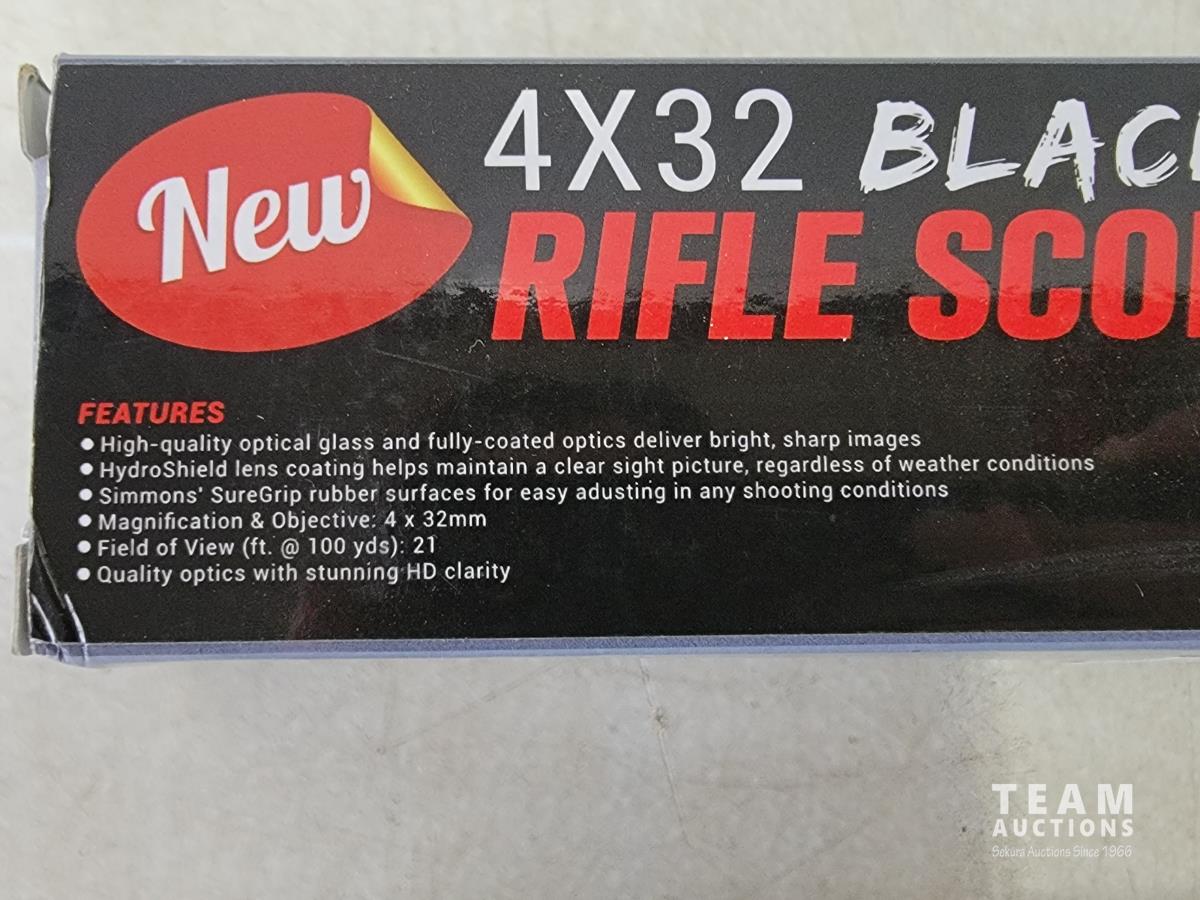 New
4X32 BLAC
RIFLE SCO
FEATURES
● High-quality optical glass and fully-coated optics deliver bright, sharp images
● HydroShield lens coating helps maintain a clear sight picture, regardless of weather conditions
● Simmons' SureGrip rubber surfaces for easy adusting in any shooting conditions
● Magnification & Objective: 4 x 32mm
● Field of View (ft. @ 100 yds): 21
● Quality optics with stunning HD clarity
TEAM
AUCTIONS
Sekura Auctions Since 1966